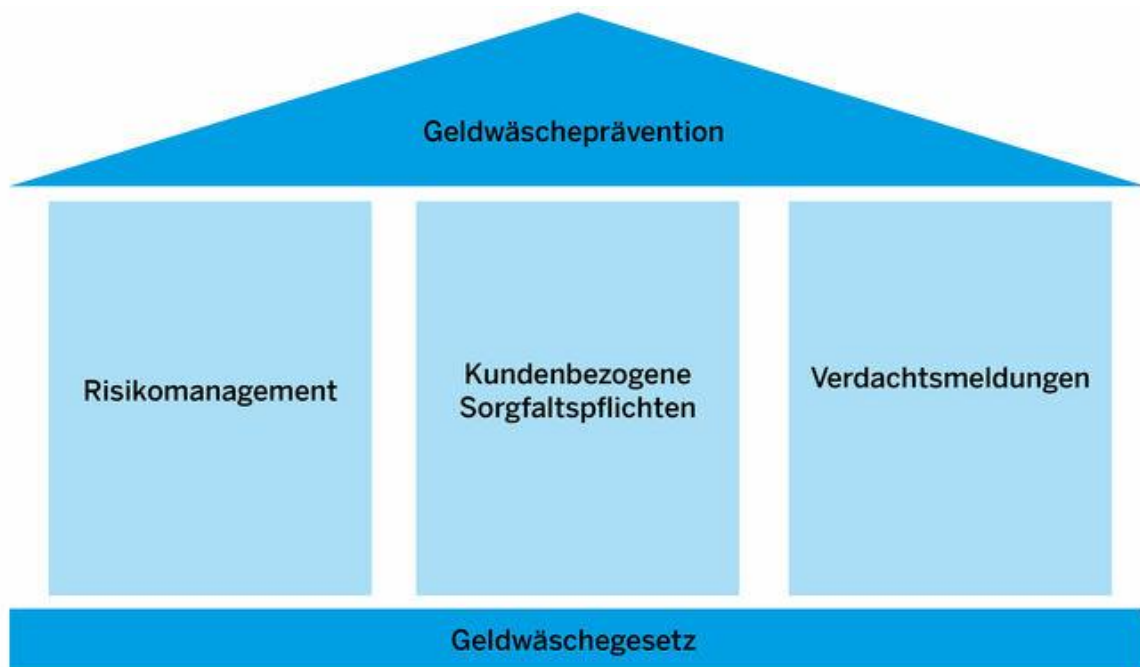 Geldwäscheprävention
Risikomanagement
Kundenbezogene
Sorgfaltspflichten
Verdachtsmeldungen
Geldwäschegesetz